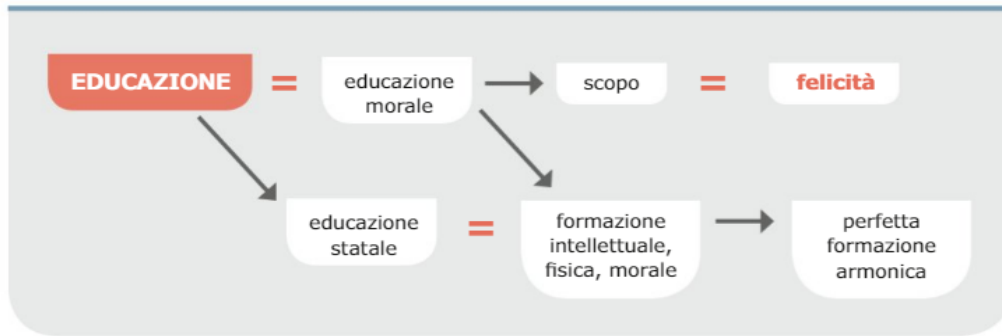 EDUCAZIONE
=
educazione
morale
scopo
=
felicità
educazione
statale
=
formazione
intellettuale,
fisica, morale
perfetta
formazione
armonica